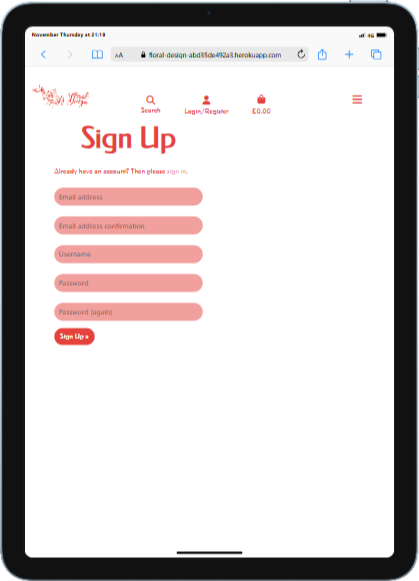 November Thursday at 21:19
4G
AA floral-design-abd35de492a3.herokuapp.com
Floral
Design
Search Login/Register £0.00
Sign Up
Already have an account? Then please sign in.
Email address
Email address confirmation
Username
Password
Password (again)
Sign Up »